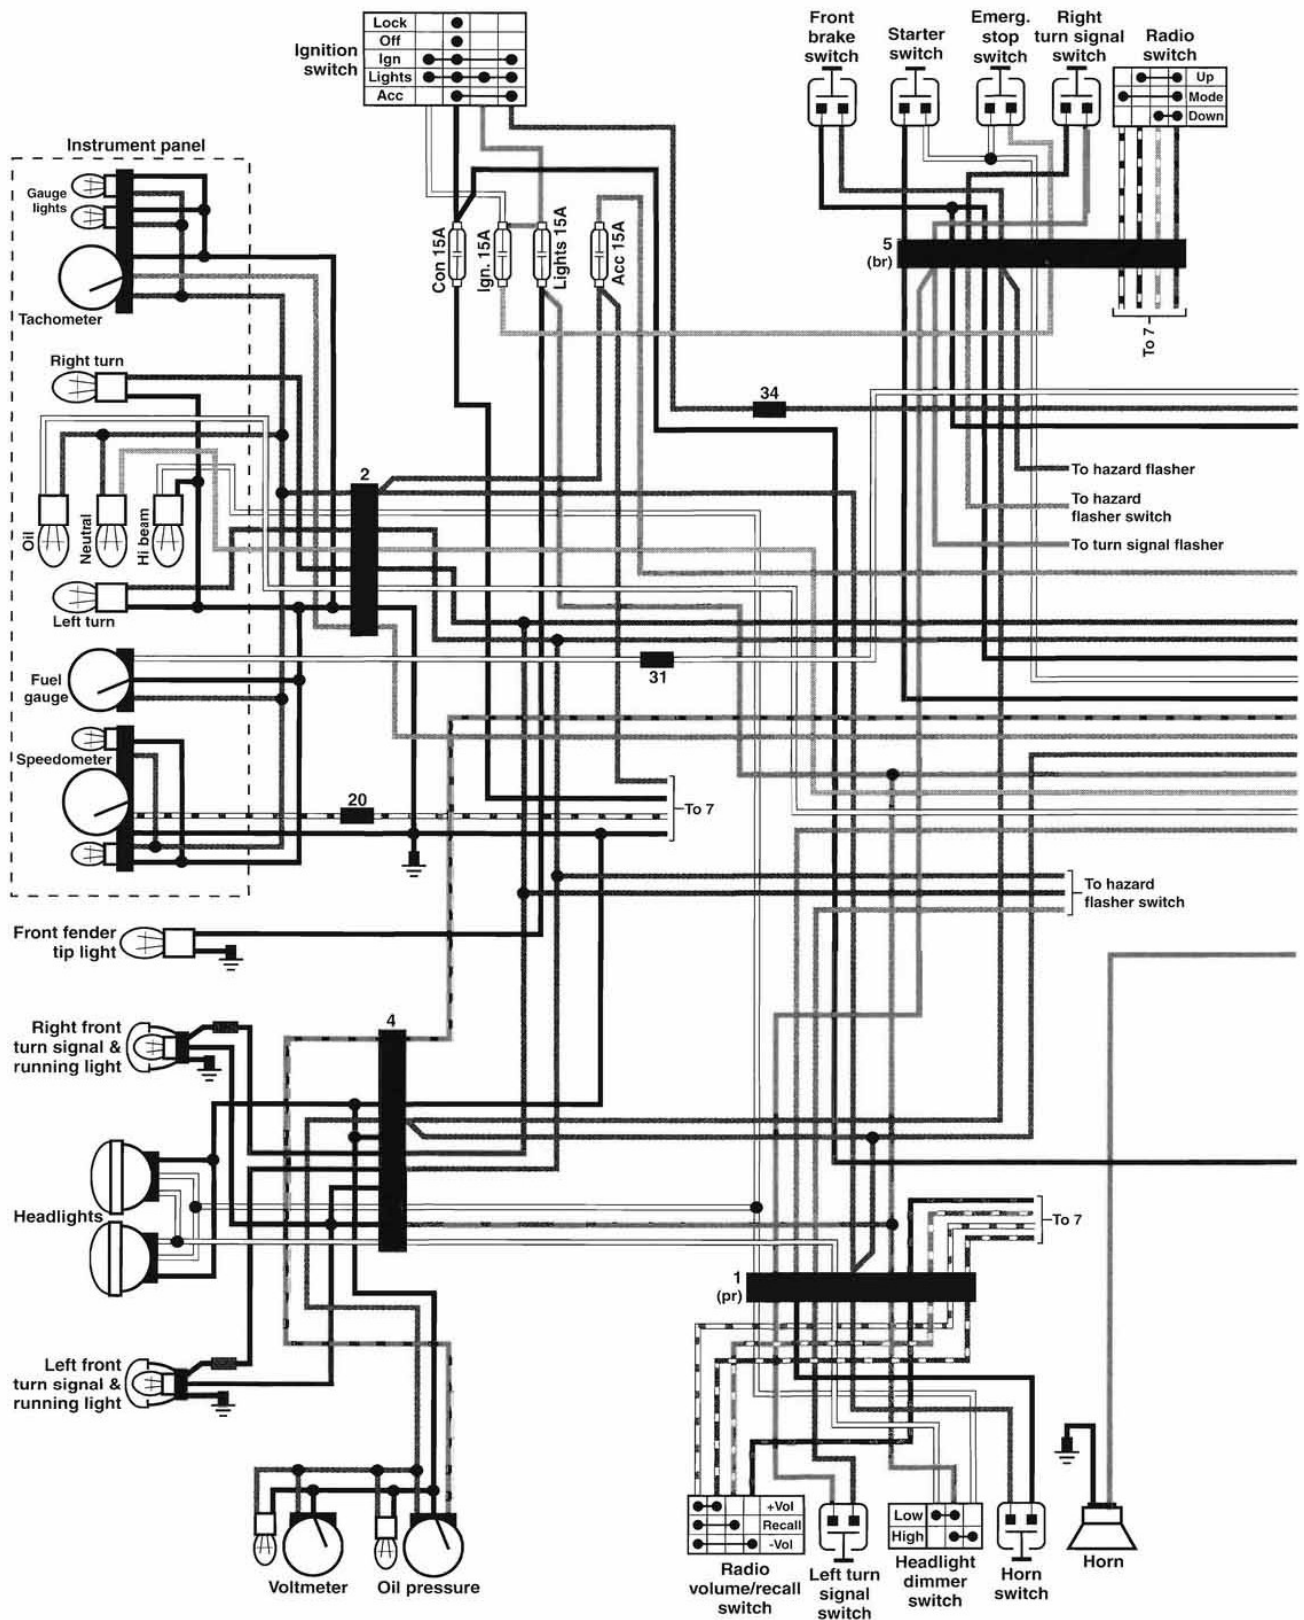 Ignition
switch
Lock
Off
Ign
Lights
Acc
Front
brake
switch
Starter
switch
Emerg.
stop
switch
Right
turn signal
switch
Radio
switch
Up
Mode
Down
Instrument panel
Gauge
lights
Tachometer
Con 15A
Ign. 15A
Lights 15A
Acc 15A
5
(br)
To 7
Right turn
34
2
To hazard flasher
To hazard
flasher switch
To turn signal flasher
Oil
Neutral
Hi beam
Left turn
Fuel
gauge
31
Speedometer
20
To 7
To hazard
flasher switch
Front fender
tip light
4
Right front
turn signal &
running light
Headlights
To 7
1
(pr)
Left front
turn signal &
running light
+Vol
Recall
-Vol
Low
High
Voltmeter
Oil pressure
Radio
volume/recall
switch
Left turn
signal
switch
Headlight
dimmer
switch
Horn
switch
Horn